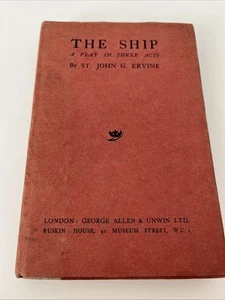 THE SHIP
A PLAY IN THREE ACTS
By ST. JOHN G. ERVINE
LONDON: GEORGE ALLEN & UNWIN LTD.
RUSKIN HOUSE, 40 MUSEUM STREET, W.C. 1